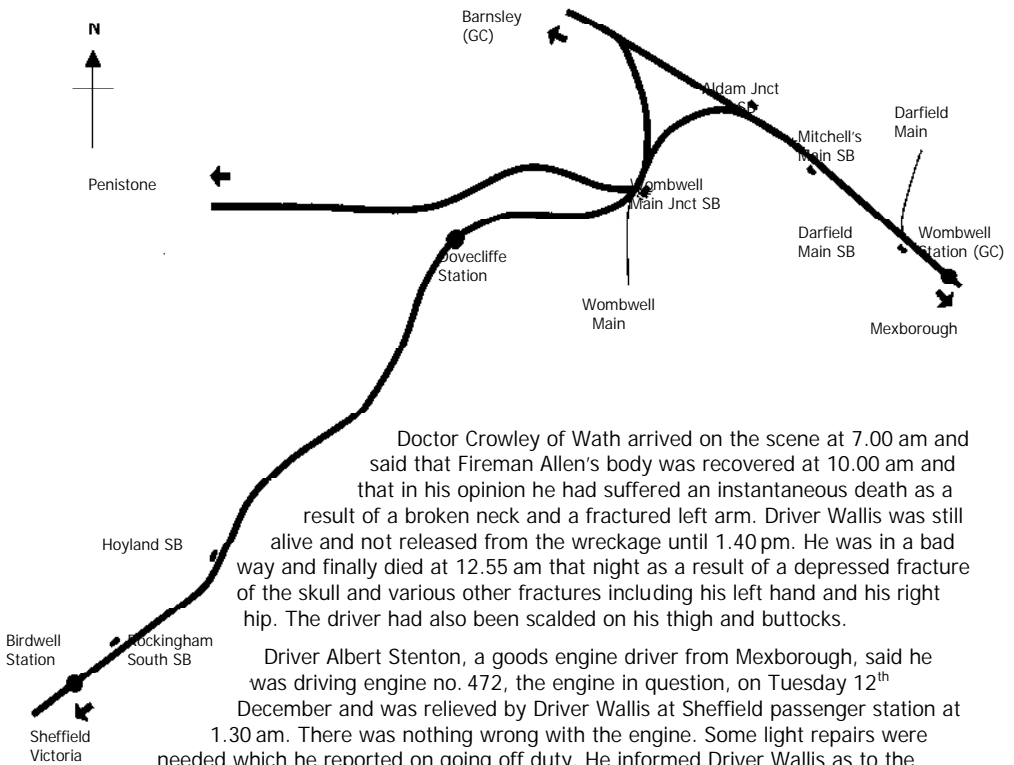 Barnsley
(GC)
N
Aldam Jnct
SB
Darfield
Main
Mitchell's
Main SB
Penistone
Wombwell
Main Jnct SB
Darfield
Main SB
Wombwell
Station (GC)
Dovecliffe
Station
Wombwell
Main
Mexborough
Doctor Crowley of Wath arrived on the scene at 7.00 am and
said that Fireman Allen's body was recovered at 10.00 am and
that in his opinion he had suffered an instantaneous death as a
result of a broken neck and a fractured left arm. Driver Wallis was still
alive and not released from the wreckage until 1.40 pm. He was in a bad
way and finally died at 12.55 am that night as a result of a depressed fracture
of the skull and various other fractures including his left hand and his right
hip. The driver had also been scalded on his thigh and buttocks.
Hoyland SB
Birdwell
Station
Rockingham
South SB
Sheffield
Victoria
Driver Albert Stenton, a goods engine driver from Mexborough, said he
was driving engine no. 472, the engine in question, on Tuesday 12th
December and was relieved by Driver Wallis at Sheffield passenger station at
1.30 am. There was nothing wrong with the engine. Some light repairs were
needed which he reported on going off duty. He informed Driver Wallis as to the